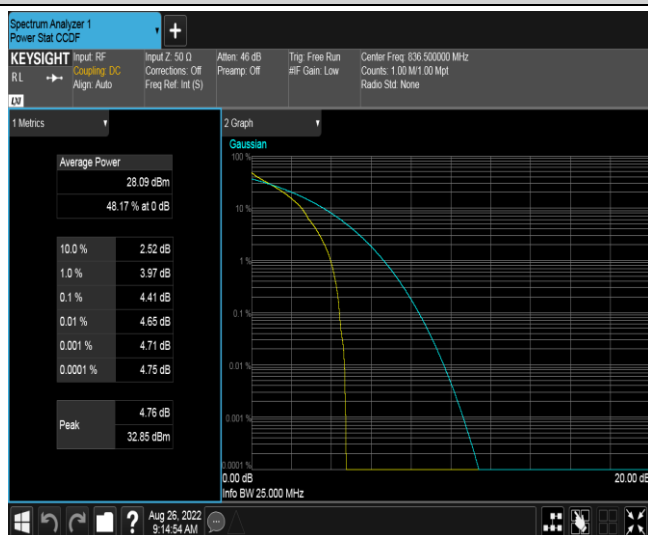 Spectrum Analyzer 1
Power Stat CCDF
+
KEYSIGHT
RL
LXI
Input: RF
Coupling: DC
Align: Auto
Input Z: 50 Ω
Corrections: Off
Freq Ref: Int (S)
Atten: 46 dB
Preamp: Off
Trig: Free Run
#IF Gain: Low
Center Freq: 836.500000 MHz
Counts: 1.00 M/1.00 Mpt
Radio Std: None
1 Metrics
Average Power
28.09 dBm
48.17 % at 0 dB
10.0 % 2.52 dB
1.0 % 3.97 dB
0.1 % 4.41 dB
0.01 % 4.65 dB
0.001 % 4.71 dB
0.0001 % 4.75 dB
Peak
4.76 dB
32.85 dBm
2 Graph
Gaussian
100 %
10 %
1 %
0.1 %
0.01 %
0.001 %
0.0001 %
0.00 dB 20.00 dB
Info BW 25.000 MHz
?
Aug 26, 2022
9:14:54 AM